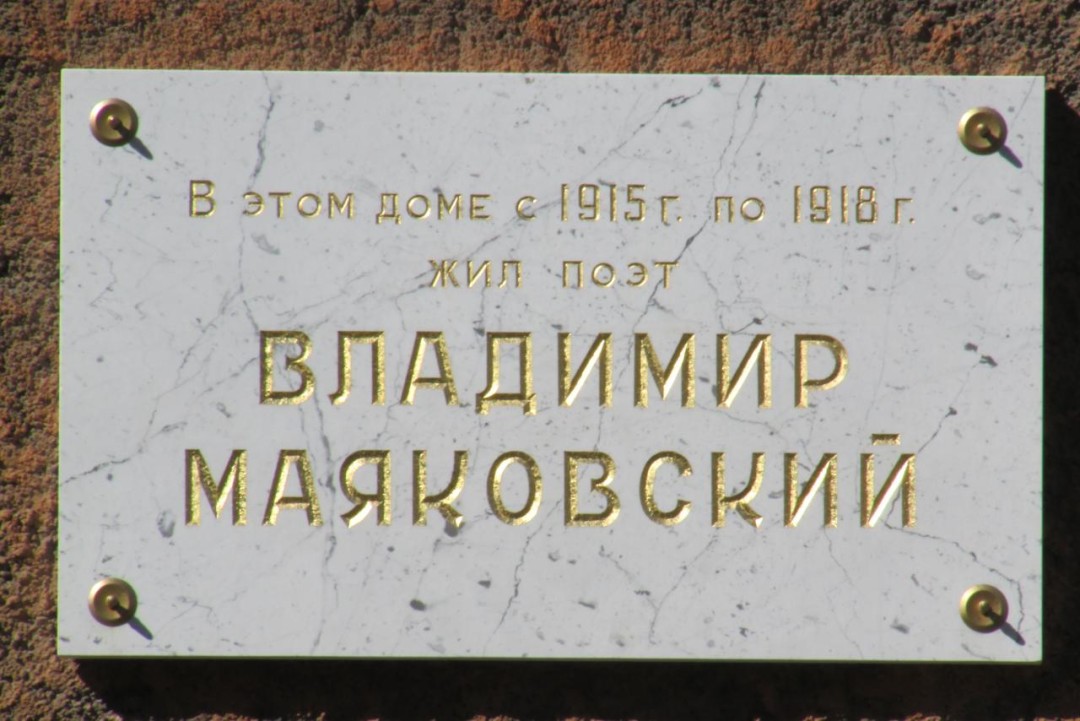 В этом доме с 1915 г. по 1918 г.
жил поэт
ВЛАДИМИР
МАЯКОВСКИЙ